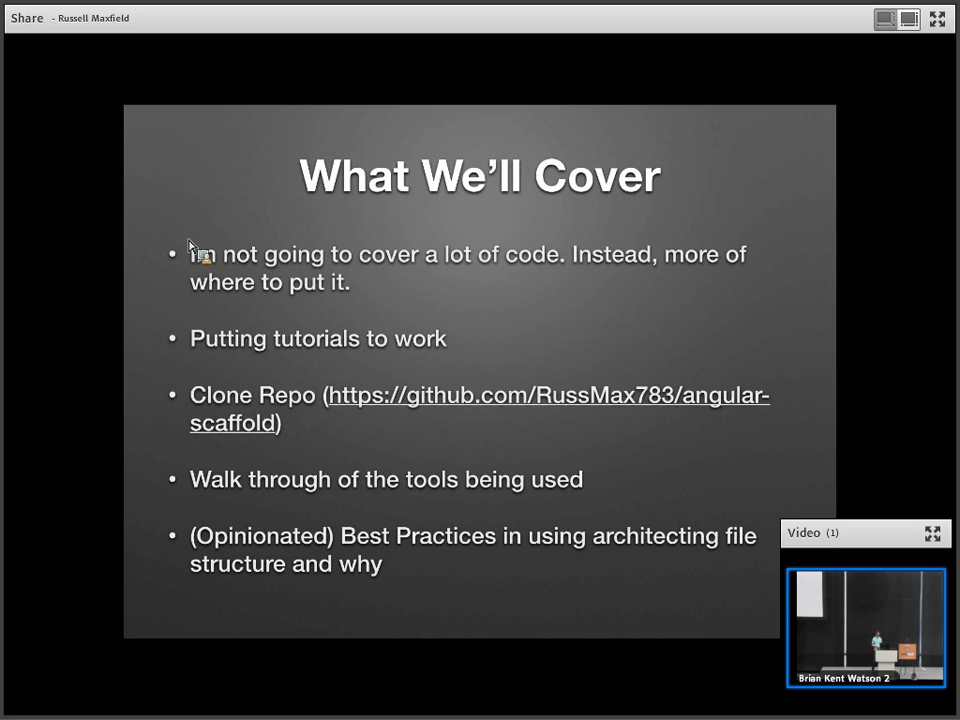 Share - Russell Maxfield
What We'll Cover
• I'm not going to cover a lot of code. Instead, more of
where to put it.
• Putting tutorials to work
• Clone Repo (https://github.com/RussMax783/angular-
scaffold)
• Walk through of the tools being used
• (Opinionated) Best Practices in using architecting file
structure and why
Video (1)
Brian Kent Watson 2